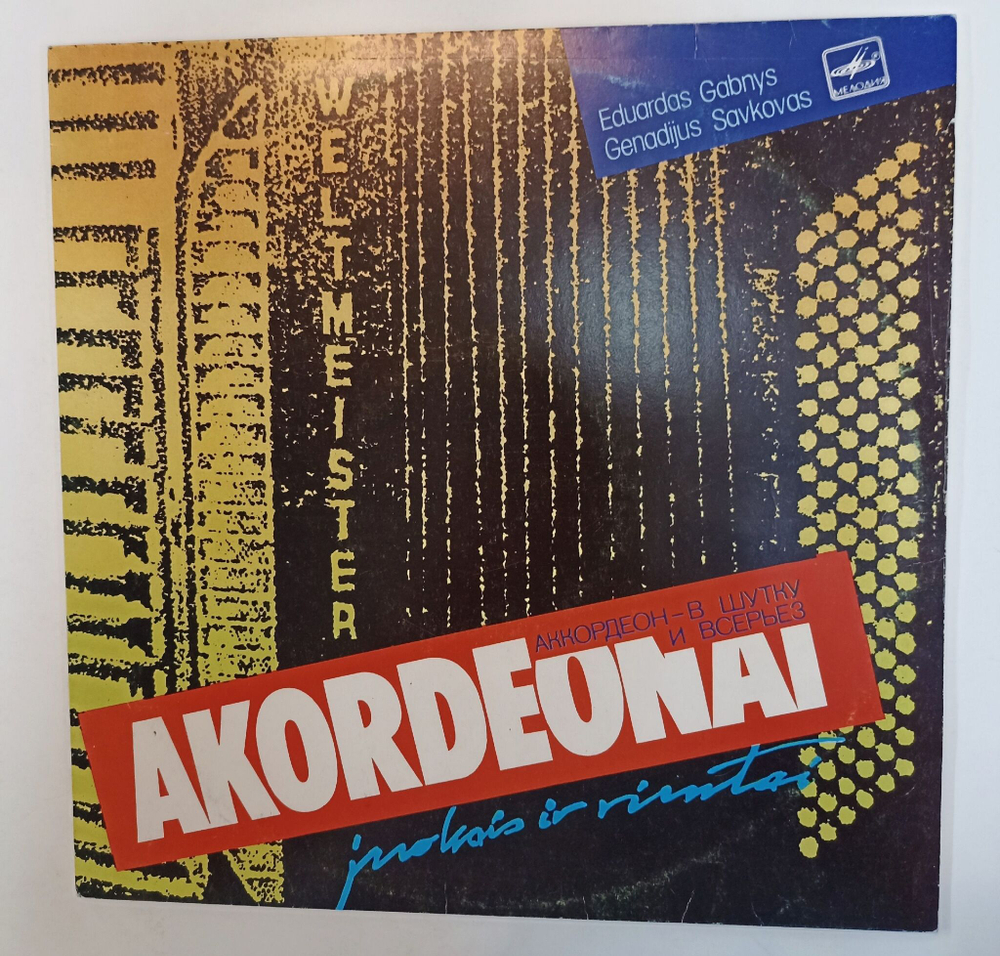 Eduardas Gabnys
Genadijus Savkovas
МЕЛОДИЯ
WELTMEISTER
АККОРДЕОН–В ШУТКУ
И ВСЕРЬЕЗ
AKORDEONAI
juokais ir rimtai